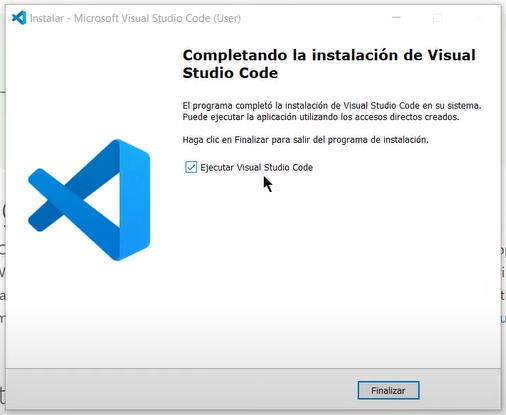 Instalar - Microsoft Visual Studio Code (User)
Completando la instalación de Visual
Studio Code
El programa completó la instalación de Visual Studio Code en su sistema.
Puede ejecutar la aplicación utilizando los accesos directos creados.
Haga clic en Finalizar para salir del programa de instalación.
Ejecutar Visual Studio Code
Finalizar